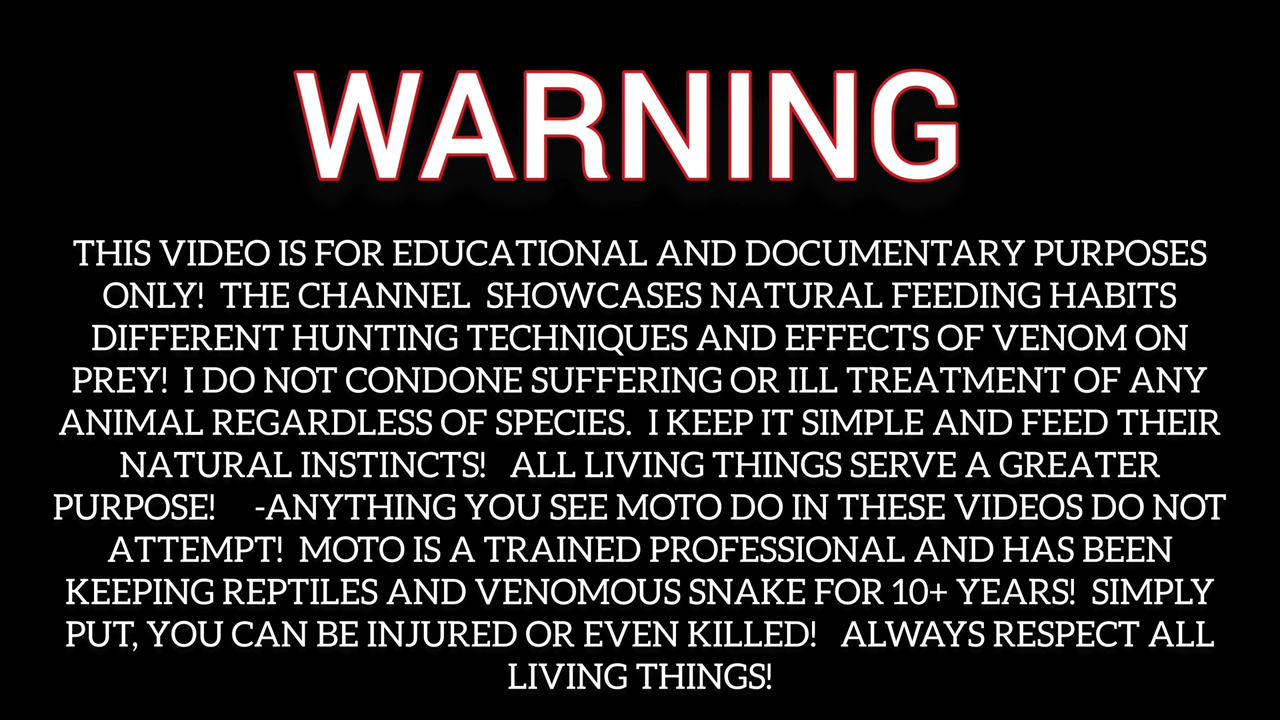 WARNING
THIS VIDEO IS FOR EDUCATIONAL AND DOCUMENTARY PURPOSES
ONLY! THE CHANNEL SHOWCASES NATURAL FEEDING HABITS
DIFFERENT HUNTING TECHNIQUES AND EFFECTS OF VENOM ON
PREY! I DO NOT CONDONE SUFFERING OR ILL TREATMENT OF ANY
ANIMAL REGARDLESS OF SPECIES. I KEEP IT SIMPLE AND FEED THEIR
NATURAL INSTINCTS! ALL LIVING THINGS SERVE A GREATER
PURPOSE! -ANYTHING YOU SEE MOTO DO IN THESE VIDEOS DO NOT
ATTEMPT! MOTO IS A TRAINED PROFESSIONAL AND HAS BEEN
KEEPING REPTILES AND VENOMOUS SNAKE FOR 10+ YEARS! SIMPLY
PUT, YOU CAN BE INJURED OR EVEN KILLED! ALWAYS RESPECT ALL
LIVING THINGS!